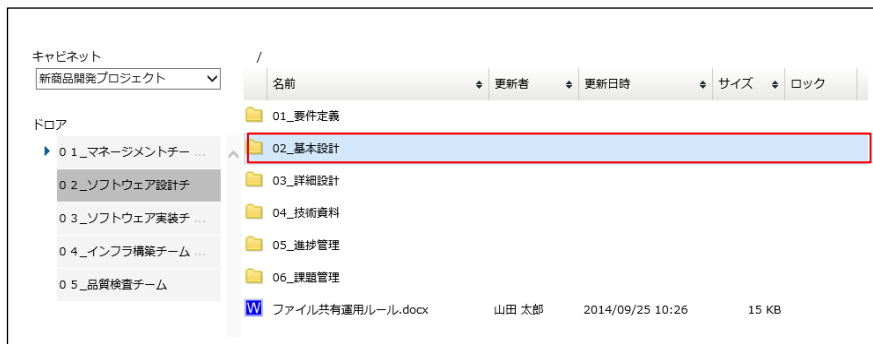 キャビネット
新商品開発プロジェクト
ドロア
０１_マネージメントチー ...
０２_ソフトウェア設計チ
０３_ソフトウェア実装チ ...
０４_インフラ構築チーム ...
０５_品質検査チーム
/
名前 更新者 更新日時 サイズ ロック
01_要件定義
02_基本設計
03_詳細設計
04_技術資料
05_進捗管理
06_課題管理
W ファイル共有運用ルール.docx 山田 太郎 2014/09/25 10:26 15 KB